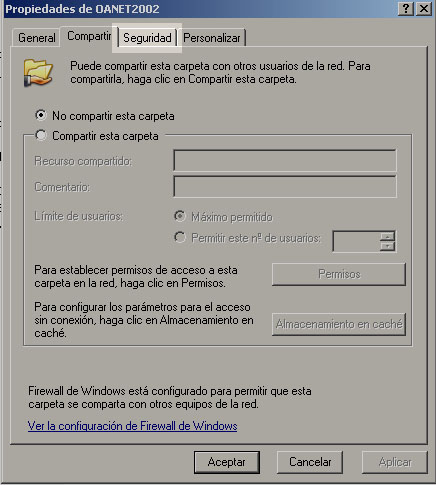 Propiedades de OANET2002
General Compartir Seguridad Personalizar
Puede compartir esta carpeta con otros usuarios de la red. Para
compartirla, haga clic en Compartir esta carpeta.
No compartir esta carpeta
Compartir esta carpeta
Recurso compartido:
Comentario:
Límite de usuarios:
Máximo permitido
Permitir este nº de usuarios:
Para establecer permisos de acceso a esta
carpeta en la red, haga clic en Permisos.
Permisos
Para configurar los parámetros para el acceso
sin conexión, haga clic en Almacenamiento en
caché.
Almacenamiento en caché
Firewall de Windows está configurado para permitir que esta
carpeta se comparta con otros equipos de la red.
Ver la configuración de Firewall de Windows
Aceptar Cancelar Aplicar